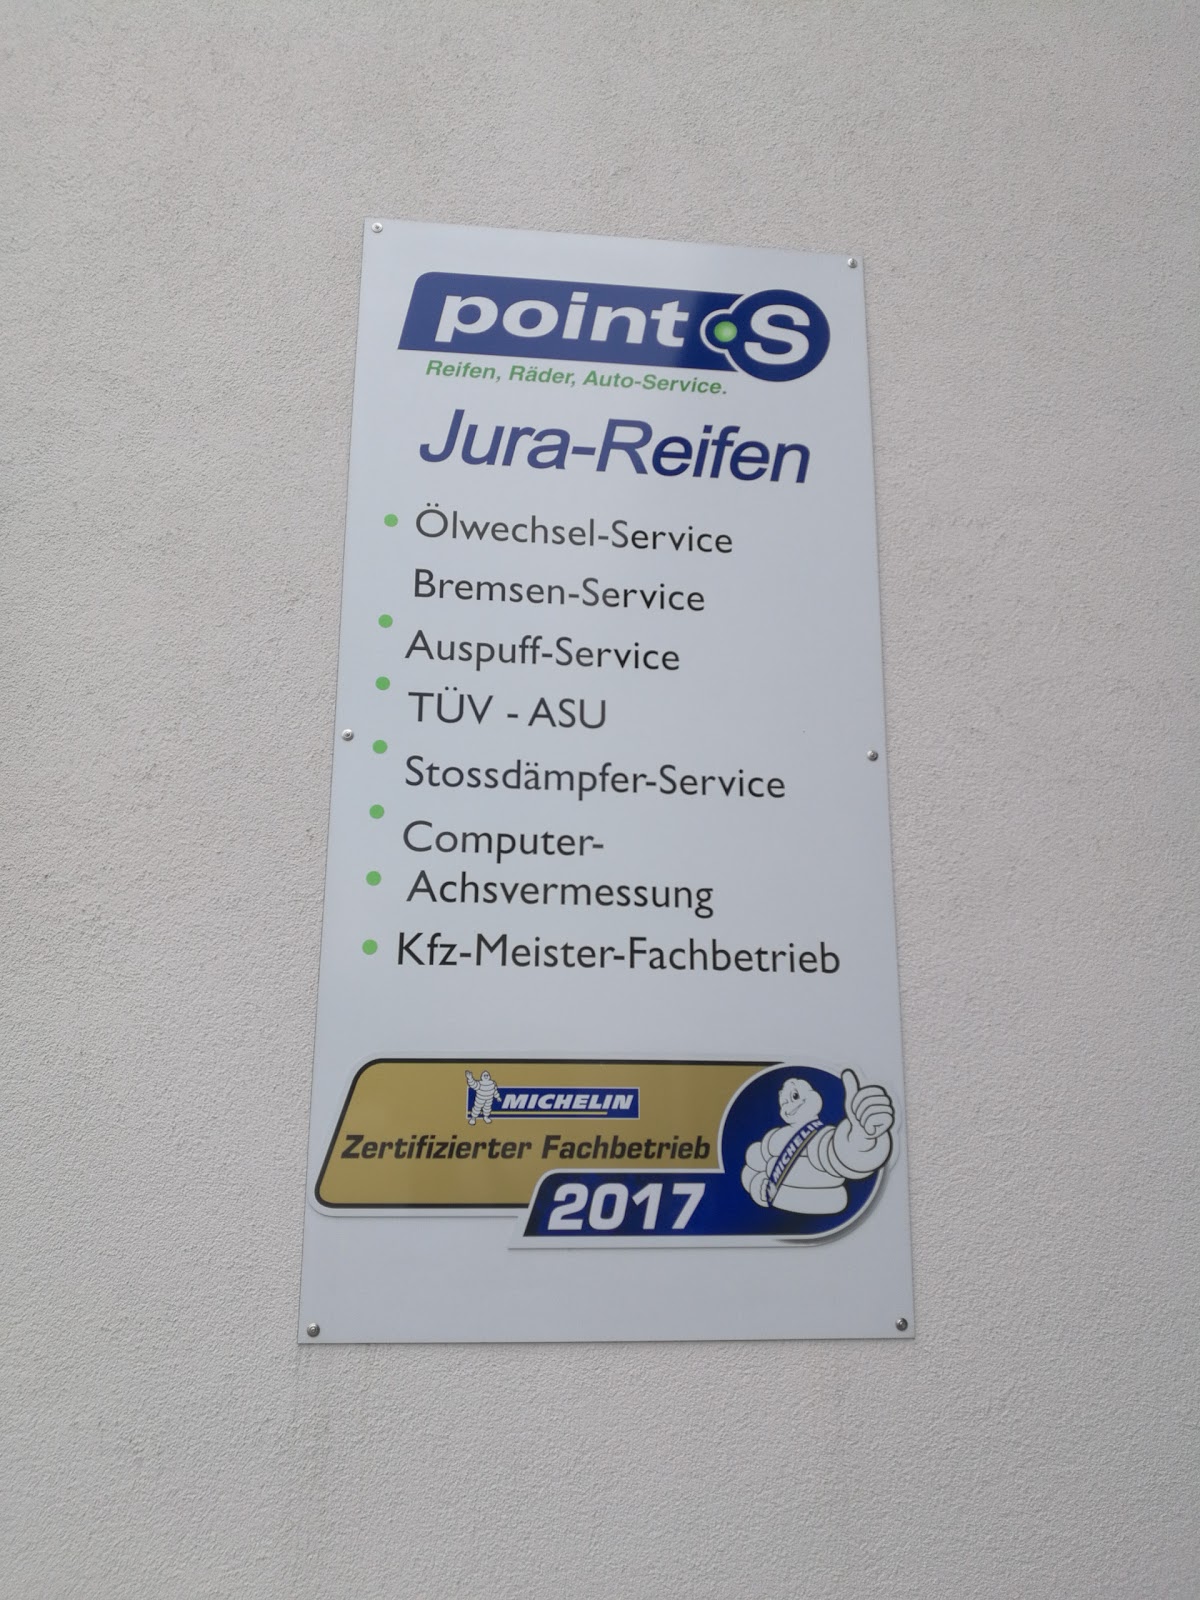 point S
Reifen, Räder, Auto-Service.
Jura-Reifen
• Ölwechsel-Service
Bremsen-Service
• Auspuff-Service
• TÜV - ASU
• Stossdämpfer-Service
• Computer-
• Achsvermessung
• Kfz-Meister-Fachbetrieb
MICHELIN
Zertifizierter Fachbetrieb
2017
MICHELIN